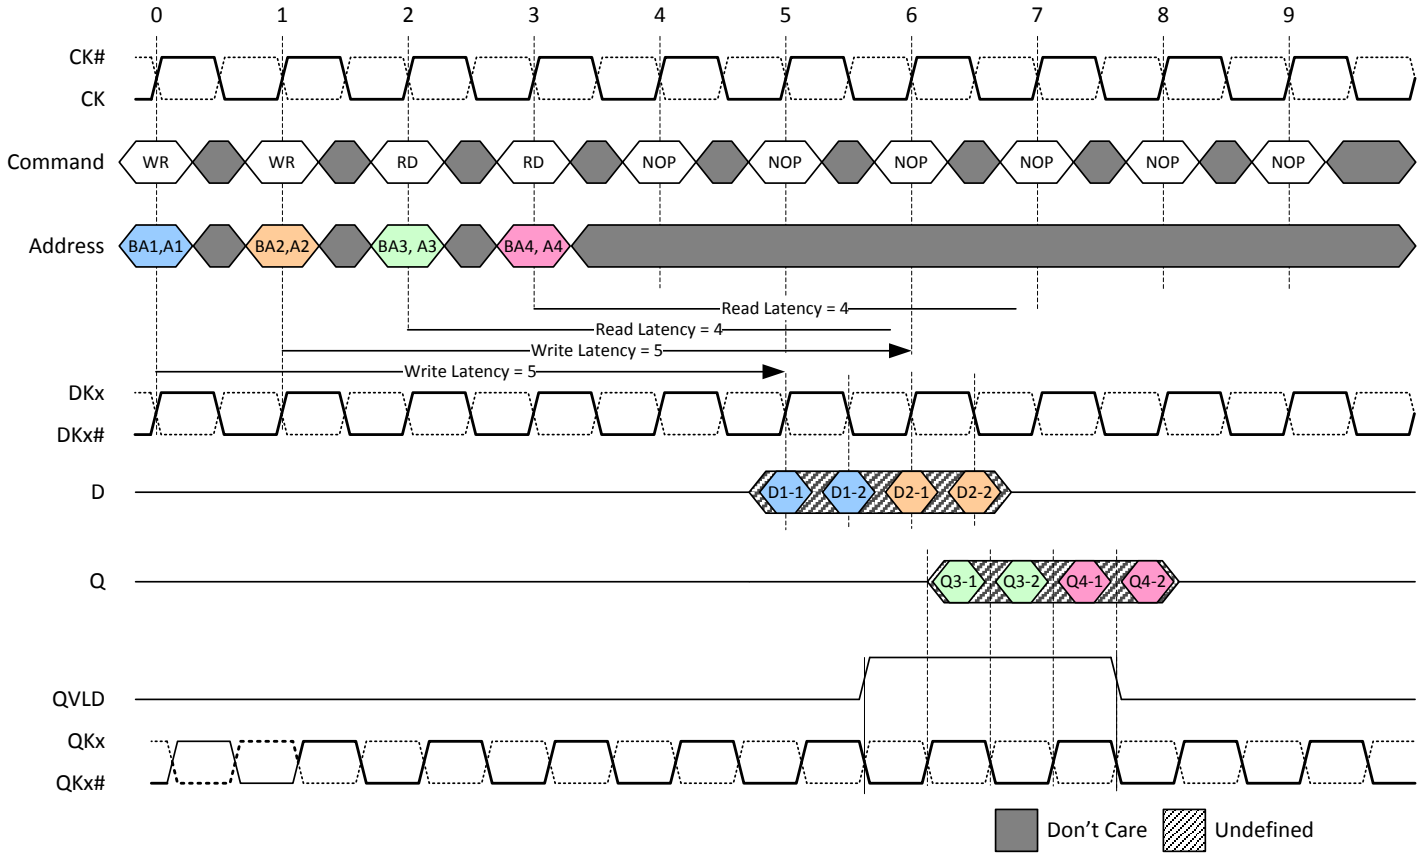 0 1 2 3 4 5 6 7 8 9
CK#
CK
Command WR WR RD RD NOP NOP NOP NOP NOP NOP
Address BA1,A1 BA2,A2 BA3, A3 BA4, A4
Read Latency = 4
Read Latency = 4
Write Latency = 5
Write Latency = 5
DKx
DKx#
D D1-1 D1-2 D2-1 D2-2
Q Q3-1 Q3-2 Q4-1 Q4-2
QVLD
QKx
QKx#
Don't Care Undefined